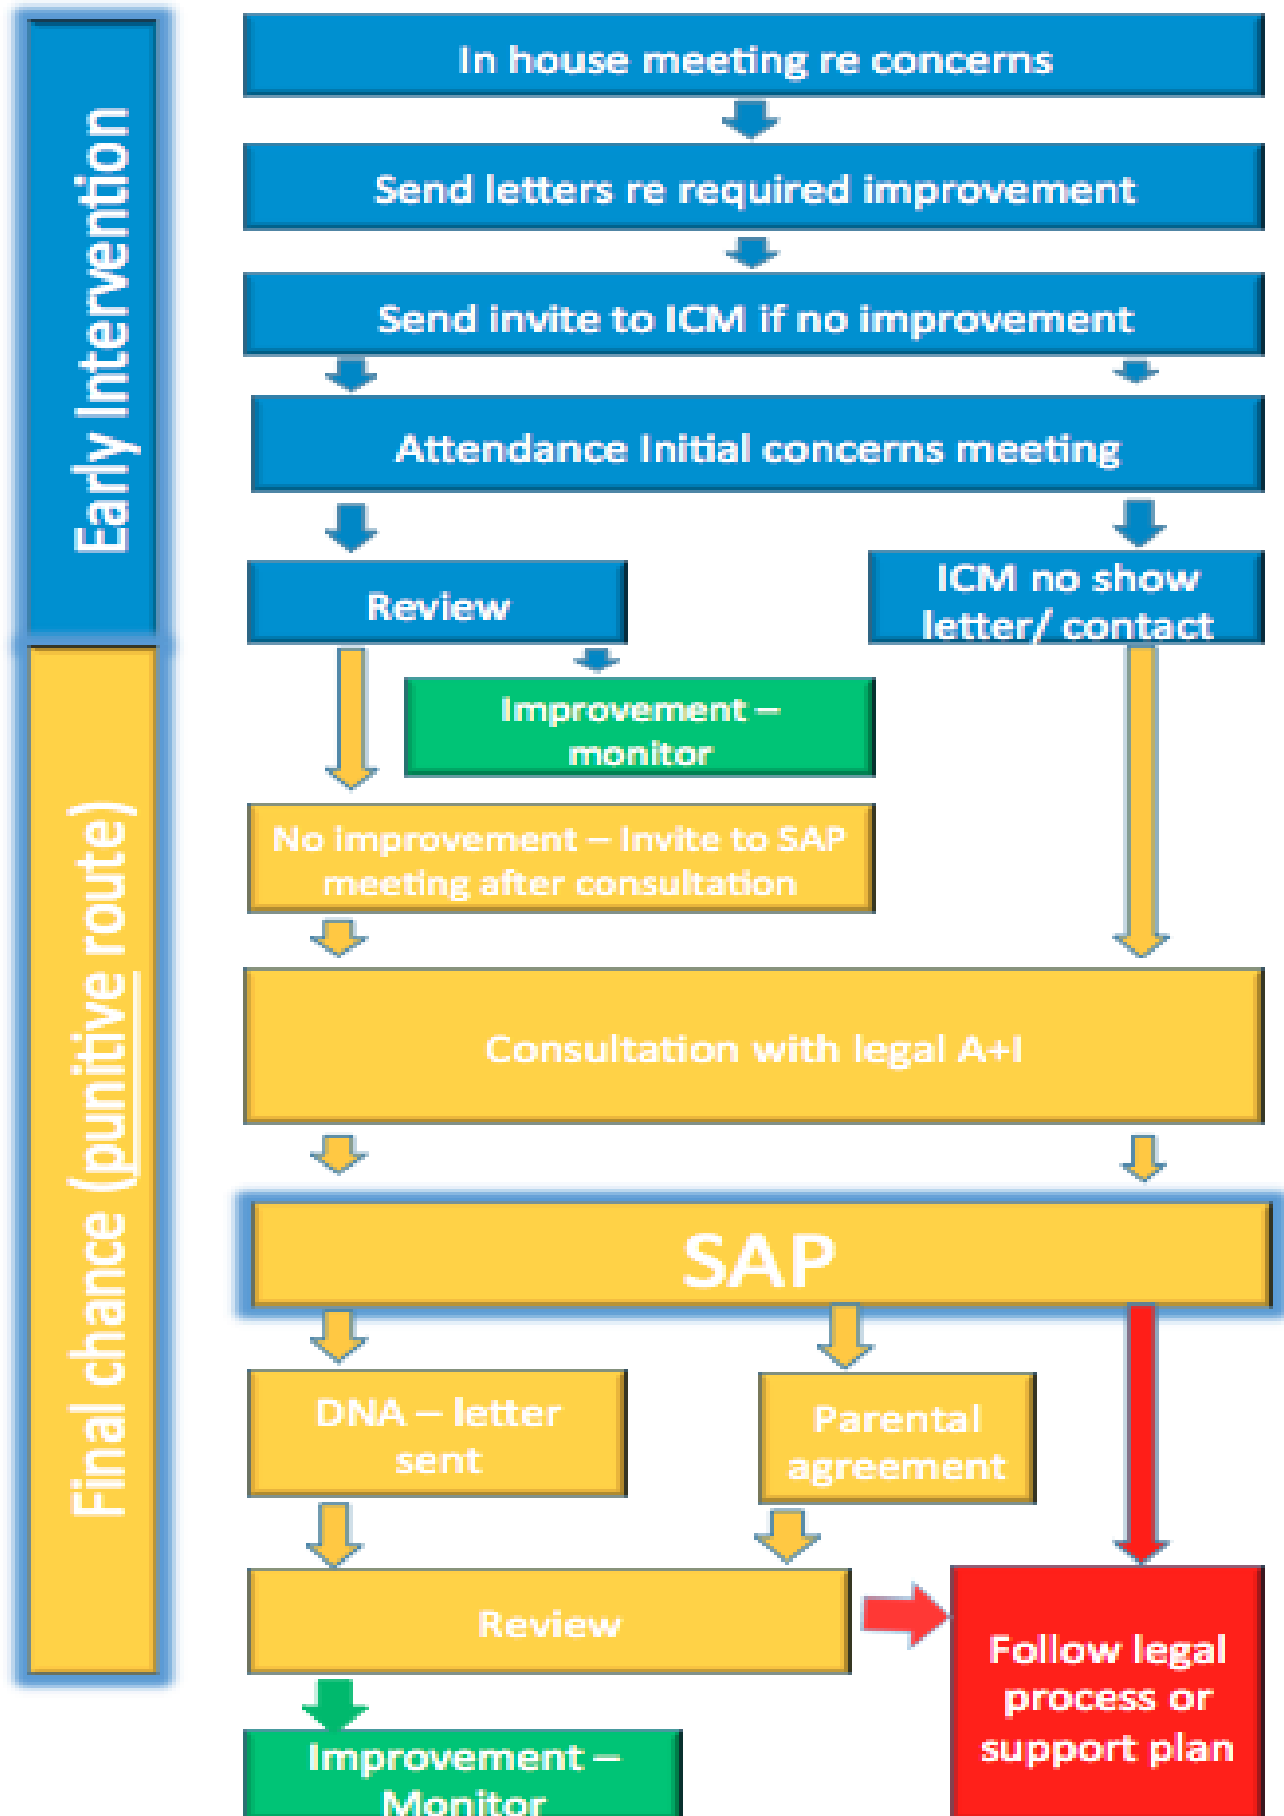 Early Intervention
In house meeting re concerns
Send letters re required improvement
Send invite to ICM if no improvement
Attendance Initial concerns meeting
Review
ICM no show
letter/ contact
Improvement –
monitor
Final chance (punitive route)
No improvement – Invite to SAP
meeting after consultation
Consultation with legal A+I
SAP
DNA – letter
sent
Parental
agreement
Review
Follow legal
process or
support plan
Improvement –
Monitor